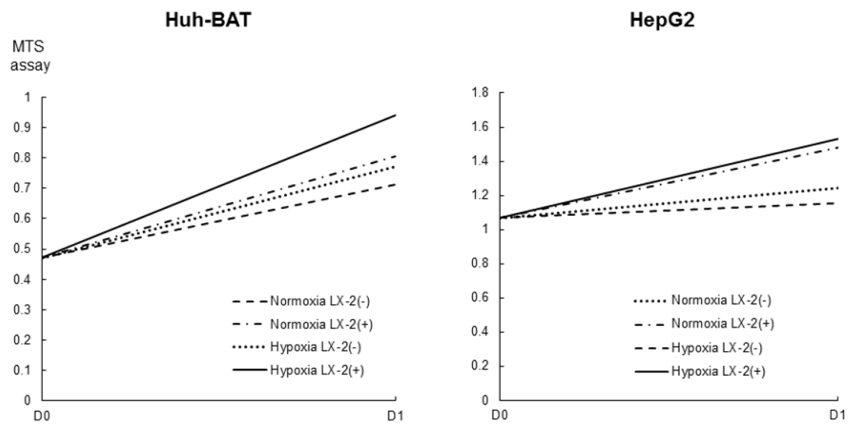 Huh-BAT
MTS
assay
1
0.9
0.8
0.7
0.6
0.5
0.4
0.3
0.2
0.1
0
D0
D1
Normoxia LX-2(-)
Normoxia LX-2(+)
Hypoxia LX-2(-)
Hypoxia LX-2(+)
HepG2
1.8
1.6
1.4
1.2
1
0.8
0.6
0.4
0.2
0
D0
D1
Normoxia LX-2(-)
Normoxia LX-2(+)
Hypoxia LX-2(-)
Hypoxia LX-2(+)